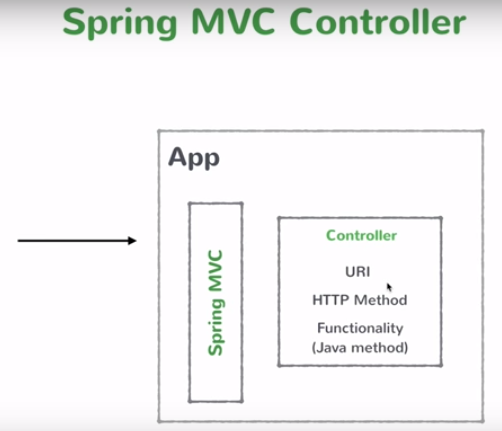 Spring MVC Controller
App
Spring MVC
Controller
URI
HTTP Method
Functionality
(Java method)